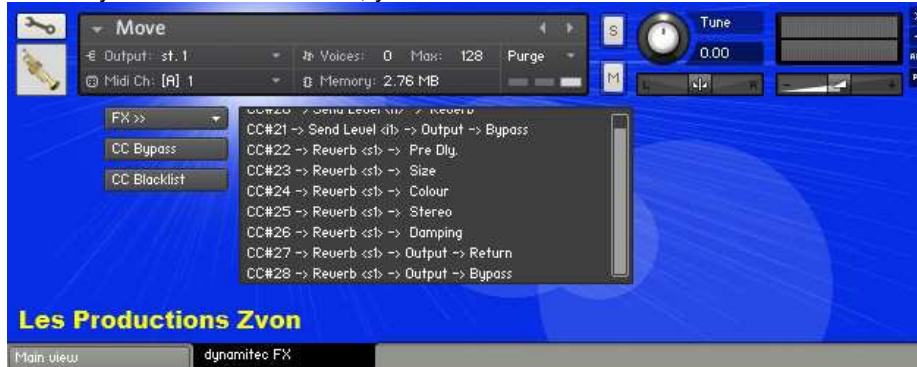 Move
S
Tune
Output: st. 1
Voices: 0 Max: 128 Purge
0.00
Midi Ch: [A] 1
Memory: 2.76 MB
M
L R
- +
FX >>
CC Bypass
CC Blacklist
CC#21 -> Send Level <i1> -> Output -> Bypass
CC#22 -> Reverb <s1> -> Pre Dly.
CC#23 -> Reverb <s1> -> Size
CC#24 -> Reverb <s1> -> Colour
CC#25 -> Reverb <s1> -> Stereo
CC#26 -> Reverb <s1> -> Damping
CC#27 -> Reverb <s1> -> Output -> Return
CC#28 -> Reverb <s1> -> Output -> Bypass
Les Productions Zvon
Main view
dynamitec FX